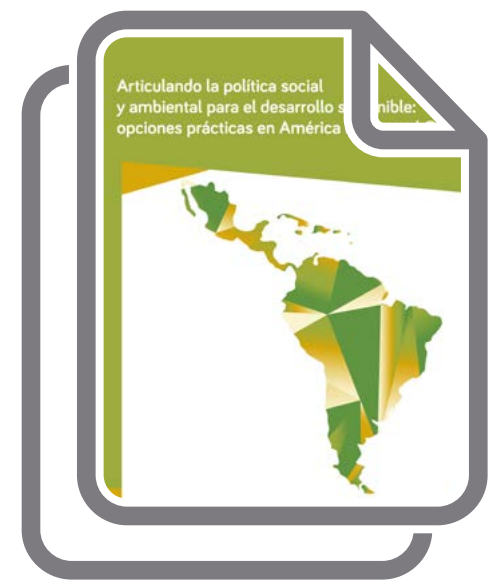 Articulando la política social
y ambiental para el desarrollo
opciones prácticas en América